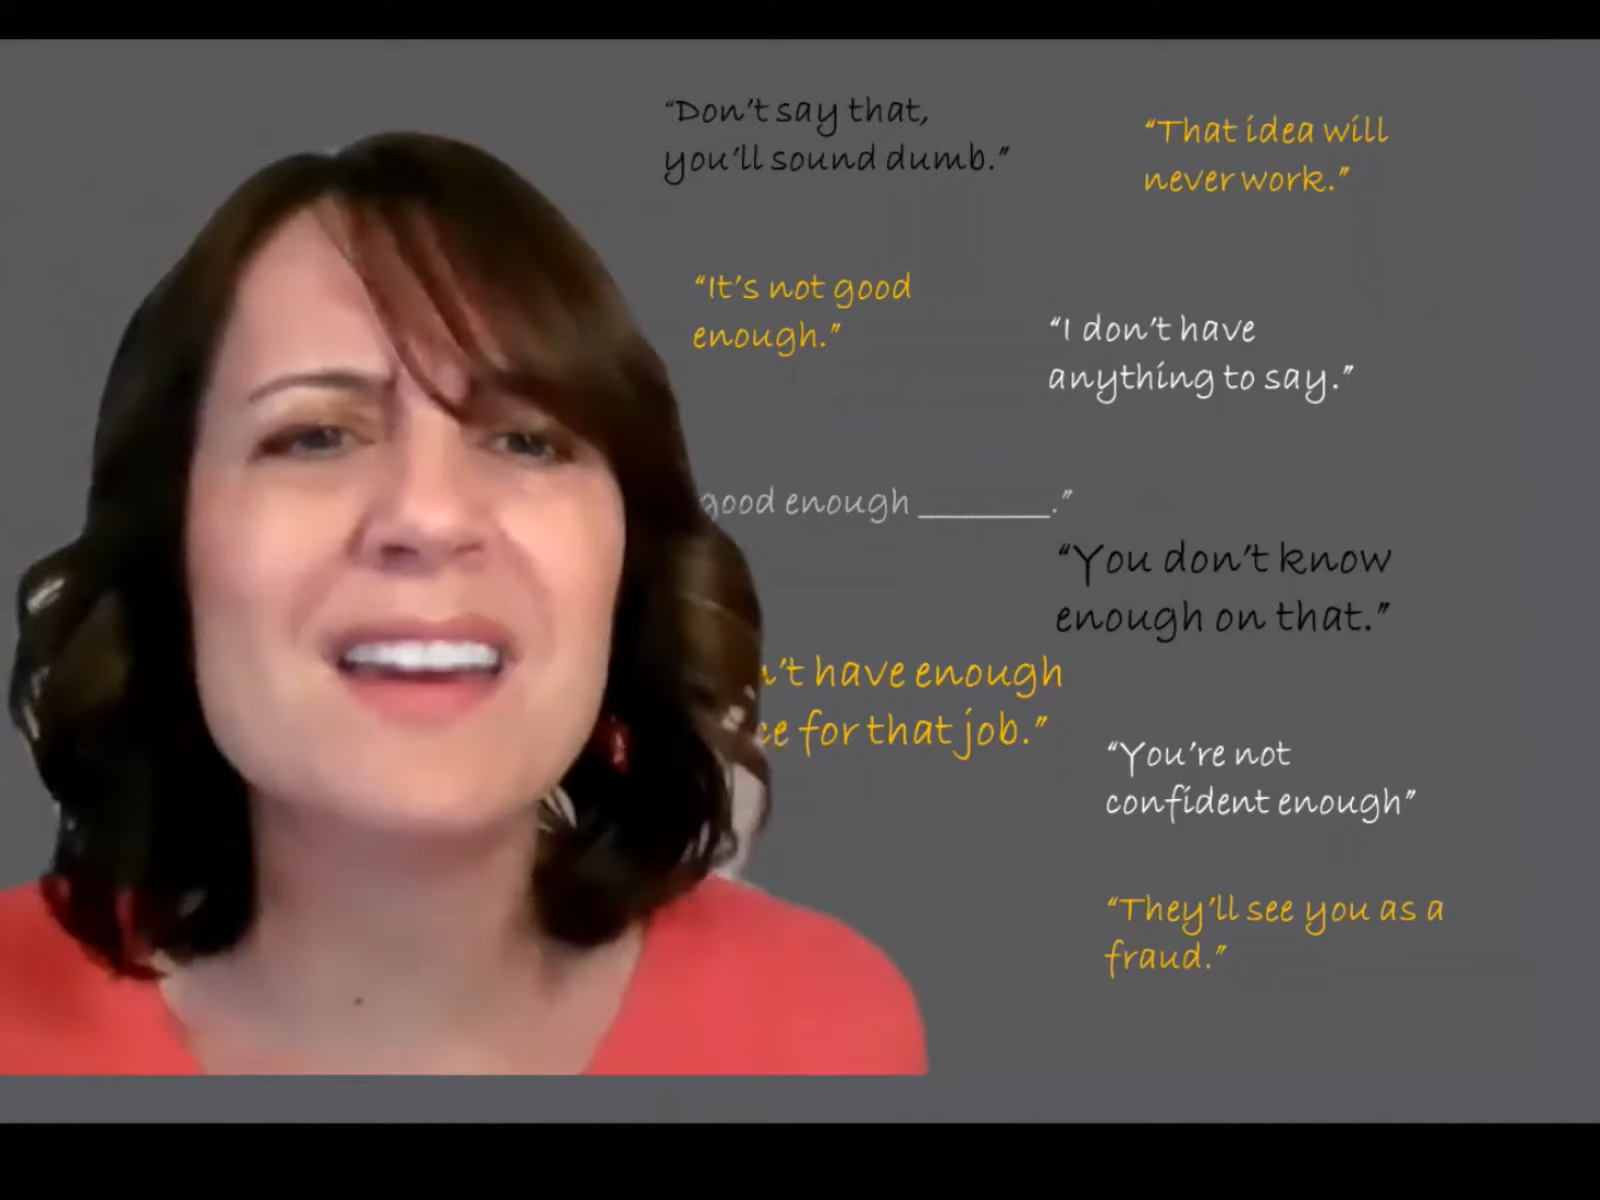 “Don’t say that,
you’ll sound dumb.”
“That idea will
never work.”
“It’s not good
enough.”
“I don’t have
anything to say.”
good enough ________.”
“You don’t know
enough on that.”
have enough
for that job.”
“You’re not
confident enough”
“They’ll see you as a
fraud.”